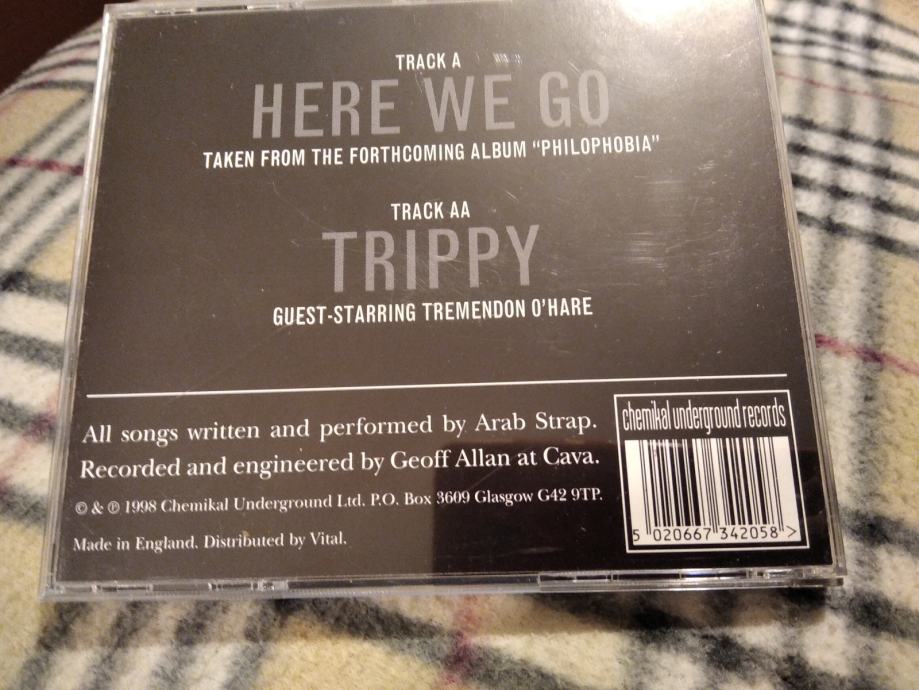 TRACK A
HERE WE GO
TAKEN FROM THE FORTHCOMING ALBUM “PHILOPHOBIA”
TRACK AA
TRIPPY
GUEST-STARRING TREMENDON O’HARE
All songs written and performed by Arab Strap.
Recorded and engineered by Geoff Allan at Cava.
© & ℗ 1998 Chemikal Underground Ltd. P.O. Box 3609 Glasgow G42 9TP.
Made in England. Distributed by Vital.
chemikal underground records
5 020667 342058 >